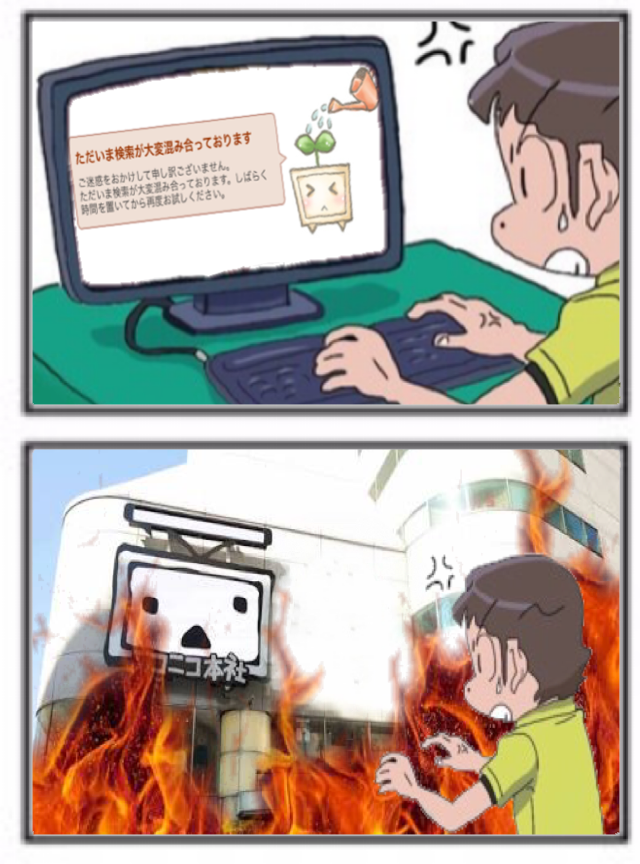 ただいま検索が大変混み合っております
ご迷惑をおかけして申し訳ございません。
ただいま検索が大変混み合っております。しばらく
時間を置いてから再度お試しください。
ニコニコ本社